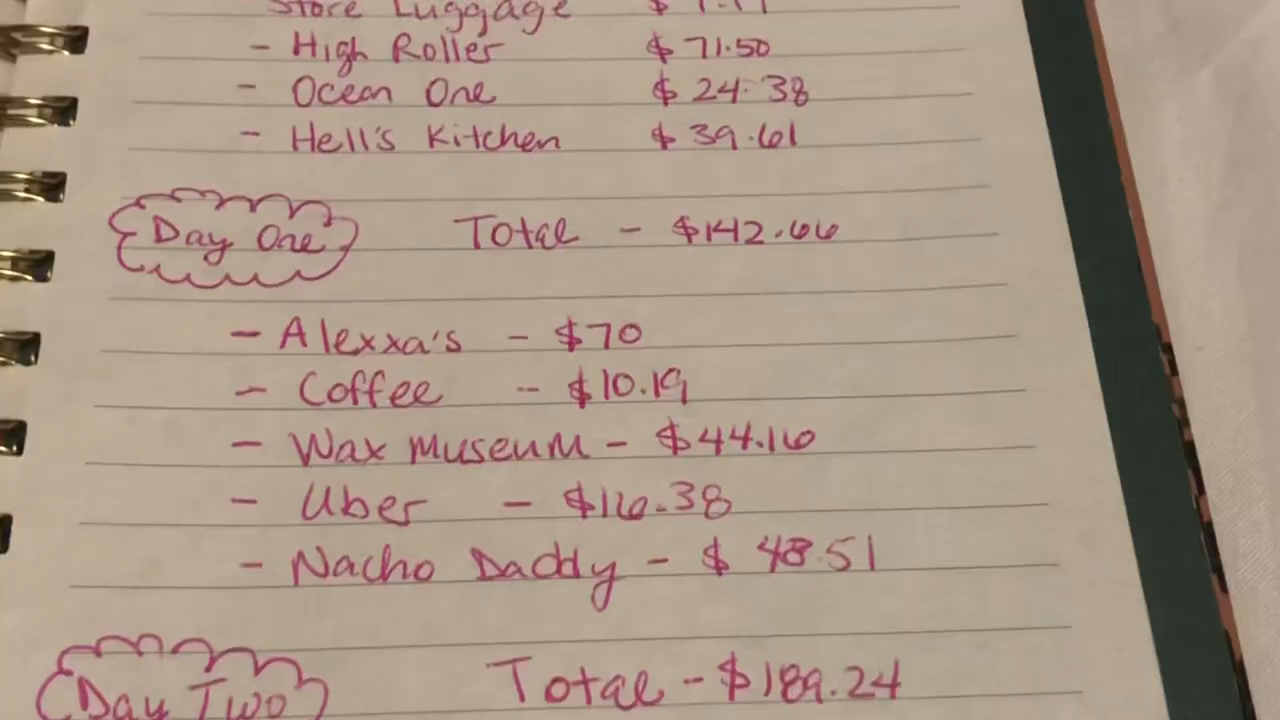 Store Luggage $
- High Roller $ 71.50
- Ocean One $ 24.38
- Hell's Kitchen $ 39.61
Day One Total - $142.66
- Alexxa's - $70
- Coffee - $10.19
- Wax Museum - $44.16
- Uber - $16.38
- Nacho Daddy - $ 48.51
Day Two Total - $189.24